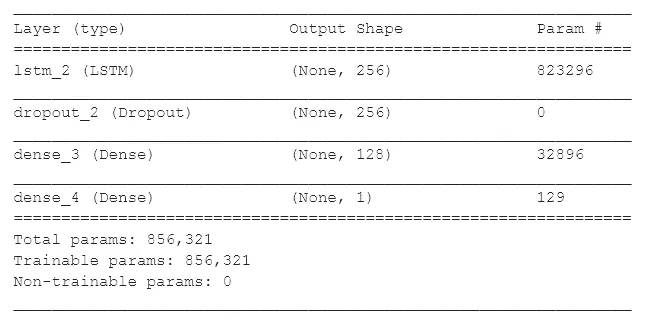 Layer (type) Output Shape Param #
lstm_2 (LSTM) (None, 256) 823296
dropout_2 (Dropout) (None, 256) 0
dense_3 (Dense) (None, 128) 32896
dense_4 (Dense) (None, 1) 129
Total params: 856,321
Trainable params: 856,321
Non-trainable params: 0